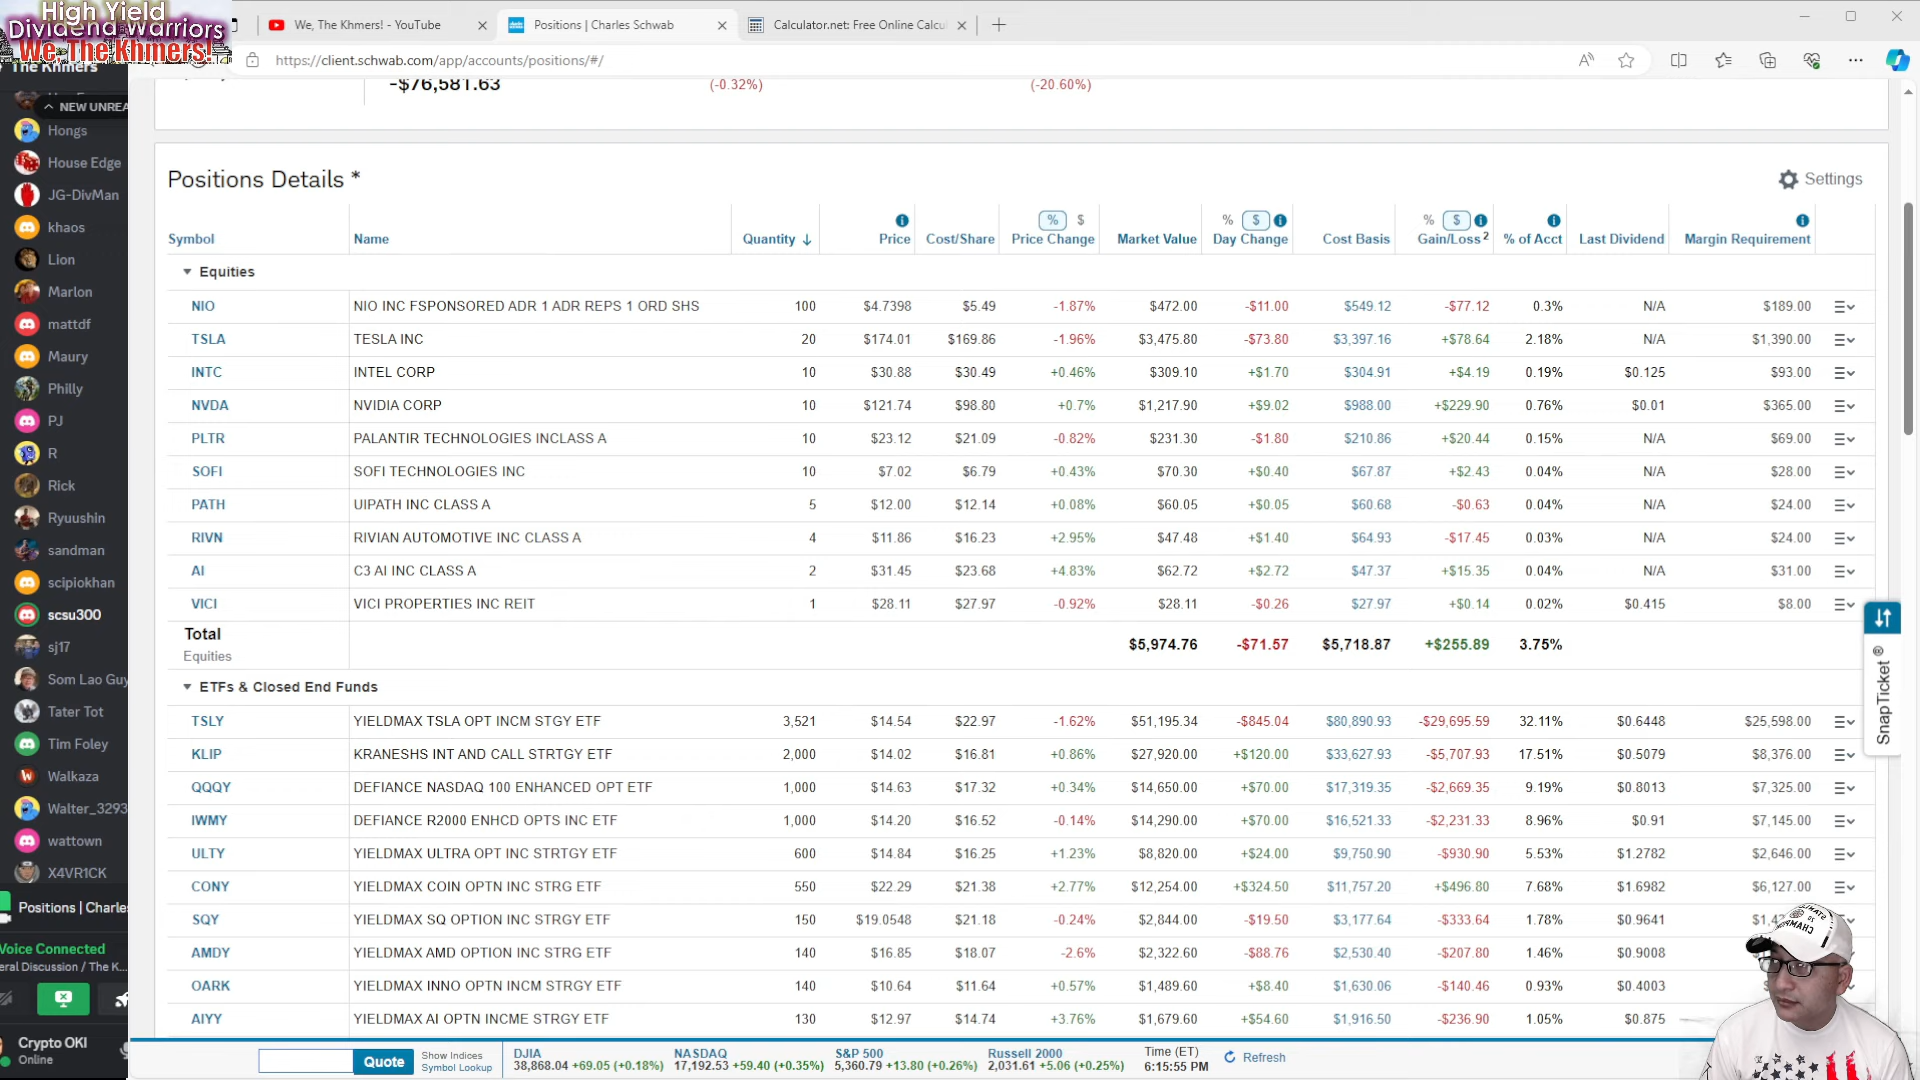 High Yield
Dividend Warriors
We, The Khmers!
The Khmers
We, The Khmers! - YouTube
Positions | Charles Schwab
Calculator.net: Free Online Calcu
https://client.schwab.com/app/accounts/positions/#/
NEW UNREA
Hongs
House Edge
JG-DivMan
khaos
Lion
Marlon
mattdf
Maury
Philly
PJ
R
Rick
Ryuushin
sandman
scipiokhan
scsu300
sj17
Som Lao Guy
Tater Tot
Tim Foley
Walkaza
Walter_3293
wattown
X4VR1CK
Positions | Charles
Voice Connected
eral Discussion / The K...
Crypto OKI
Online
-$76,581.63 (-0.32%) (-20.60%)
Positions Details *
Settings
% $ % $ % $
Symbol Name Quantity Price Cost/Share Price Change Market Value Day Change Cost Basis Gain/Loss 2 % of Acct Last Dividend Margin Requirement
Equities
NIO NIO INC FSPONSORED ADR 1 ADR REPS 1 ORD SHS 100 $4.7398 $5.49 -1.87% $472.00 -$11.00 $549.12 -$77.12 0.3% N/A $189.00
TSLA TESLA INC 20 $174.01 $169.86 -1.96% $3,475.80 -$73.80 $3,397.16 +$78.64 2.18% N/A $1,390.00
INTC INTEL CORP 10 $30.88 $30.49 +0.46% $309.10 +$1.70 $304.91 +$4.19 0.19% $0.125 $93.00
NVDA NVIDIA CORP 10 $121.74 $98.80 +0.7% $1,217.90 +$9.02 $988.00 +$229.90 0.76% $0.01 $365.00
PLTR PALANTIR TECHNOLOGIES INCLASS A 10 $23.12 $21.09 -0.82% $231.30 -$1.80 $210.86 +$20.44 0.15% N/A $69.00
SOFI SOFI TECHNOLOGIES INC 10 $7.02 $6.79 +0.43% $70.30 +$0.40 $67.87 +$2.43 0.04% N/A $28.00
PATH UIPATH INC CLASS A 5 $12.00 $12.14 +0.08% $60.05 +$0.05 $60.68 -$0.63 0.04% N/A $24.00
RIVN RIVIAN AUTOMOTIVE INC CLASS A 4 $11.86 $16.23 +2.95% $47.48 +$1.40 $64.93 -$17.45 0.03% N/A $24.00
AI C3 AI INC CLASS A 2 $31.45 $23.68 +4.83% $62.72 +$2.72 $47.37 +$15.35 0.04% N/A $31.00
VICI VICI PROPERTIES INC REIT 1 $28.11 $27.97 -0.92% $28.11 -$0.26 $27.97 +$0.14 0.02% $0.415 $8.00
Total $5,974.76 -$71.57 $5,718.87 +$255.89 3.75%
Equities
ETFs & Closed End Funds
TSLY YIELDMAX TSLA OPT INCM STGY ETF 3,521 $14.54 $22.97 -1.62% $51,195.34 -$845.04 $80,890.93 -$29,695.59 32.11% $0.6448 $25,598.00
KLIP KRANESHS INT AND CALL STRTGY ETF 2,000 $14.02 $16.81 +0.86% $27,920.00 +$120.00 $33,627.93 -$5,707.93 17.51% $0.5079 $8,376.00
QQQY DEFIANCE NASDAQ 100 ENHANCED OPT ETF 1,000 $14.63 $17.32 +0.34% $14,650.00 +$70.00 $17,319.35 -$2,669.35 9.19% $0.8013 $7,325.00
IWMY DEFIANCE R2000 ENHCD OPTS INC ETF 1,000 $14.20 $16.52 -0.14% $14,290.00 +$70.00 $16,521.33 -$2,231.33 8.96% $0.91 $7,145.00
ULTY YIELDMAX ULTRA OPT INC STRTGY ETF 600 $14.84 $16.25 +1.23% $8,820.00 +$24.00 $9,750.90 -$930.90 5.53% $1.2782 $2,646.00
CONY YIELDMAX COIN OPTN INC STRG ETF 550 $22.29 $21.38 +2.77% $12,254.00 +$324.50 $11,757.20 +$496.80 7.68% $1.6982 $6,127.00
SQY YIELDMAX SQ OPTION INC STRGY ETF 150 $19.0548 $21.18 -0.24% $2,844.00 -$19.50 $3,177.64 -$333.64 1.78% $0.9641
AMDY YIELDMAX AMD OPTION INC STRG ETF 140 $16.85 $18.07 -2.6% $2,322.60 -$88.76 $2,530.40 -$207.80 1.46% $0.9008
OARK YIELDMAX INNO OPTN INCM STRGY ETF 140 $10.64 $11.64 +0.57% $1,489.60 +$8.40 $1,630.06 -$140.46 0.93% $0.4003
AIYY YIELDMAX AI OPTN INCME STRGY ETF 130 $12.97 $14.74 +3.76% $1,679.60 +$54.60 $1,916.50 -$236.90 1.05% $0.875
SnapTicket ®
Quote
Show Indices
Symbol Lookup
DJIA
38,868.04 +69.05 (+0.18%)
NASDAQ
17,192.53 +59.40 (+0.35%)
S&P 500
5,360.79 +13.80 (+0.26%)
Russell 2000
2,031.61 +5.06 (+0.25%)
Time (ET)
6:15:55 PM
Refresh